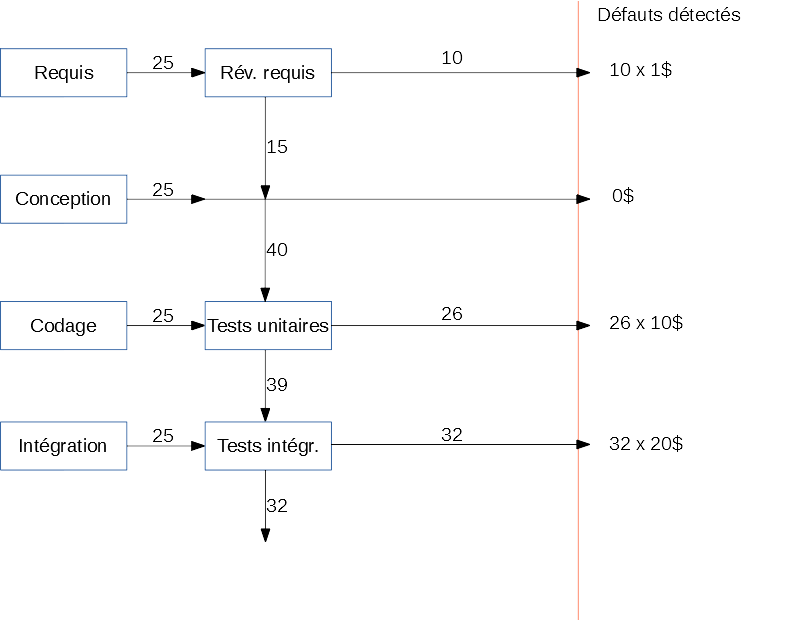 Défauts détectés
Requis
25
Rév. requis
10
10 x 1$
15
Conception
25
0$
40
Codage
25
Tests unitaires
26
26 x 10$
39
Intégration
25
Tests intégr.
32
32 x 20$
32